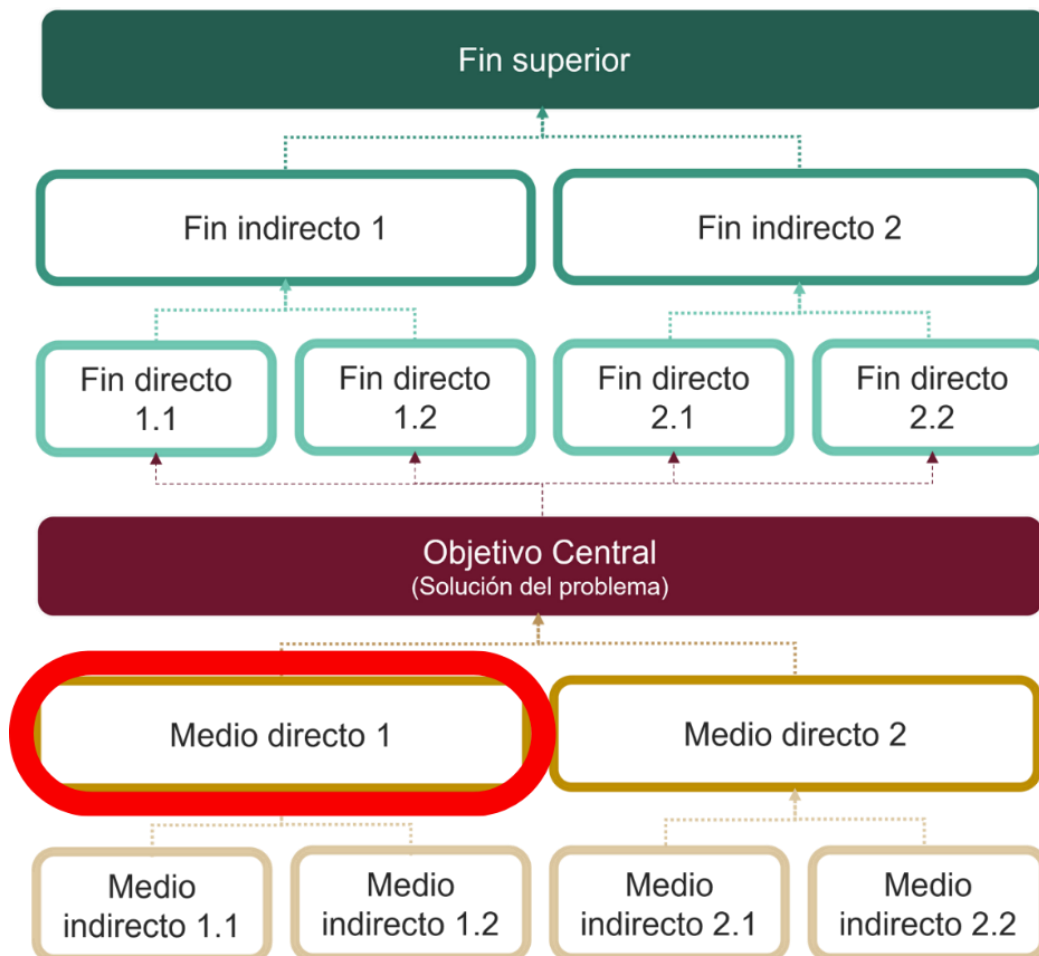 Fin superior
Fin indirecto 1
Fin indirecto 2
Fin directo
1.1
Fin directo
1.2
Fin directo
2.1
Fin directo
2.2
Objetivo Central
(Solución del problema)
Medio directo 1
Medio directo 2
Medio
indirecto 1.1
Medio
indirecto 1.2
Medio
indirecto 2.1
Medio
indirecto 2.2